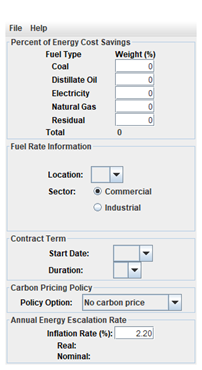 File Help
Percent of Energy Cost Savings
Fuel Type Weight (%)
Coal 0
Distillate Oil 0
Electricity 0
Natural Gas 0
Residual 0
Total 0
Fuel Rate Information
Location:
Sector: Commercial
Industrial
Contract Term
Start Date:
Duration:
Carbon Pricing Policy
Policy Option: No carbon price
Annual Energy Escalation Rate
Inflation Rate (%): 2.20
Real:
Nominal: